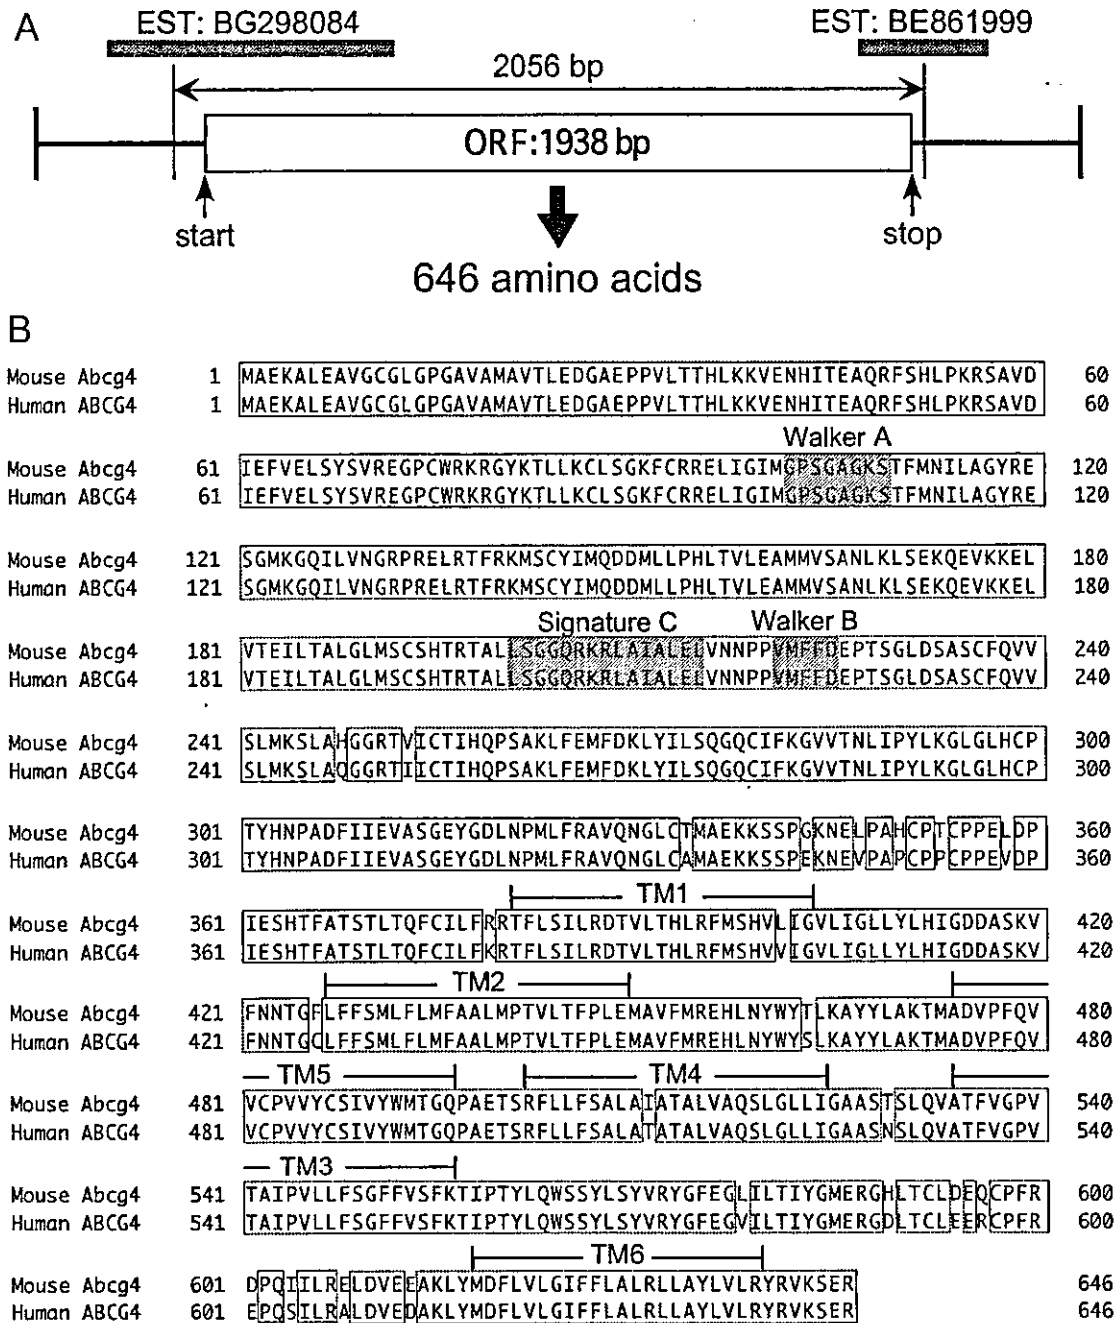 A
EST: BG298084
EST: BE861999
2056 bp
ORF:1938 bp
start
stop
646 amino acids
B
Mouse Abcg4 1 MAEKALEAVGCGLGPGAVAMAVTLEDGAEPPVLTTHLKKVENHITEAQRFSHLPKRSAVD 60
Human ABCG4 1 MAEKALEAVGCGLGPGAVAMAVTLEDGAEPPVLTTHLKKVENHITEAQRFSHLPKRSAVD 60
Walker A
Mouse Abcg4 61 IEFVELSYSVREGPCWRKRGYKTLLKCLSGKFCRRELIGIMGPSGAGKSTFMNILAGYRE 120
Human ABCG4 61 IEFVELSYSVREGPCWRKRGYKTLLKCLSGKFCRRELIGIMGPSGAGKSTFMNILAGYRE 120
Mouse Abcg4 121 SGMKGQILVNGRPRELRTFRKMSCYIMQDDMLLPHLTVLEAMMVSANLKLSEKQEVKKEL 180
Human ABCG4 121 SGMKGQILVNGRPRELRTFRKMSCYIMQDDMLLPHLTVLEAMMVSANLKLSEKQEVKKEL 180
Signature C Walker B
Mouse Abcg4 181 VTEILTALGLMSCSHTRTALLSGGQRKRLAIALELVNNPPVMFFDEPTSGLDSASCFQVV 240
Human ABCG4 181 VTEILTALGLMSCSHTRTALLSGGQRKRLAIALELVNNPPVMFFDEPTSGLDSASCFQVV 240
Mouse Abcg4 241 SLMKSLAHGGRTVICTIHQPSAKLFEMFDKLYILSQGQCIFKGVVTNLIPYLKGLGLHCP 300
Human ABCG4 241 SLMKSLAQGGRTIICTIHQPSAKLFEMFDKLYILSQGQCIFKGVVTNLIPYLKGLGLHCP 300
Mouse Abcg4 301 TYHNPADFIIEVASGEYGDLNPMLFRAVQNGLCTMAEKKSSPGKNELPAHCPTCPPELDP 360
Human ABCG4 301 TYHNPADFIIEVASGEYGDLNPMLFRAVQNGLCAMAEKKSSPEKNEVPAPCPPCPPEVDP 360
TM1
Mouse Abcg4 361 IESHTFATSTLTQFCILFRRTFLSILRDTVLTHLRFMSHVLIGVLIGLLYLHIGDDASKV 420
Human ABCG4 361 IESHTFATSTLTQFCILFKRTFLSILRDTVLTHLRFMSHVVIGVLIGLLYLHIGDDASKV 420
TM2
Mouse Abcg4 421 FNNTGFLFFSMLFLMFAALMPTVLTFPLEMAVFMREHLNYWYTLKAYYLAKTMADVPFQV 480
Human ABCG4 421 FNNTGCLFFSMLFLMFAALMPTVLTFPLEMAVFMREHLNYWYSLKAYYLAKTMADVPFQV 480
TM5 TM4
Mouse Abcg4 481 VCPVVYCSIVYWMTGQPAETSRFLLFSALAIATALVAQSLGLLIGAASTSLQVATFVGPV 540
Human ABCG4 481 VCPVVYCSIVYWMTGQPAETSRFLLFSALATATALVAQSLGLLIGAASNSLQVATFVGPV 540
TM3
Mouse Abcg4 541 TAIPVLLFSGFFVSFKTIPTYLQWSSYLSYVRYGFEGLILTIYGMERGHLTCLDEQCPFR 600
Human ABCG4 541 TAIPVLLFSGFFVSFKTIPTYLQWSSYLSYVRYGFEGVILTIYGMERGDLTCLEERCPFR 600
TM6
Mouse Abcg4 601 DPQIILRELDVEEAKLYMDFLVLGIFFLALRLLAYLVLRYRVKSER 646
Human ABCG4 601 EPQSILRALDVEDAKLYMDFLVLGIFFLALRLLAYLVLRYRVKSER 646